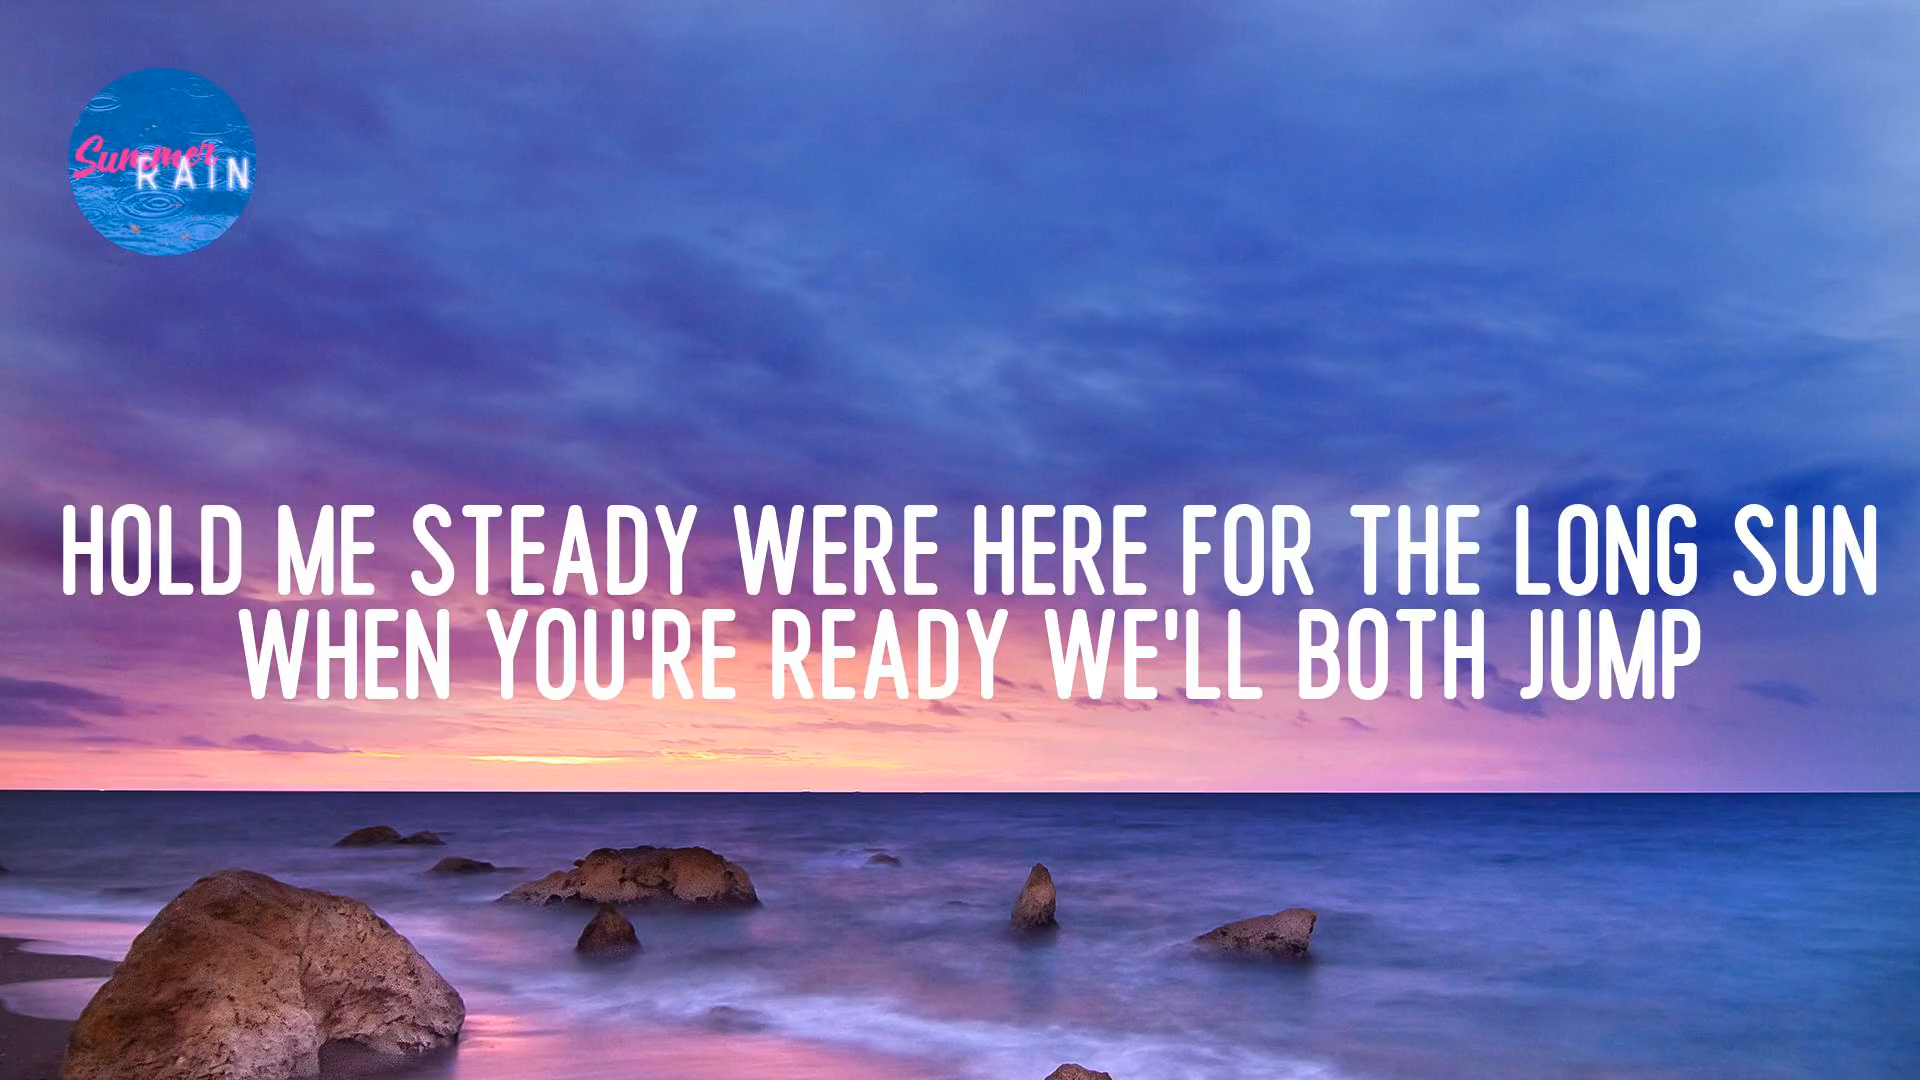 Summer
RAIN
HOLD ME STEADY WERE HERE FOR THE LONG SUN
WHEN YOU'RE READY WE'LL BOTH JUMP